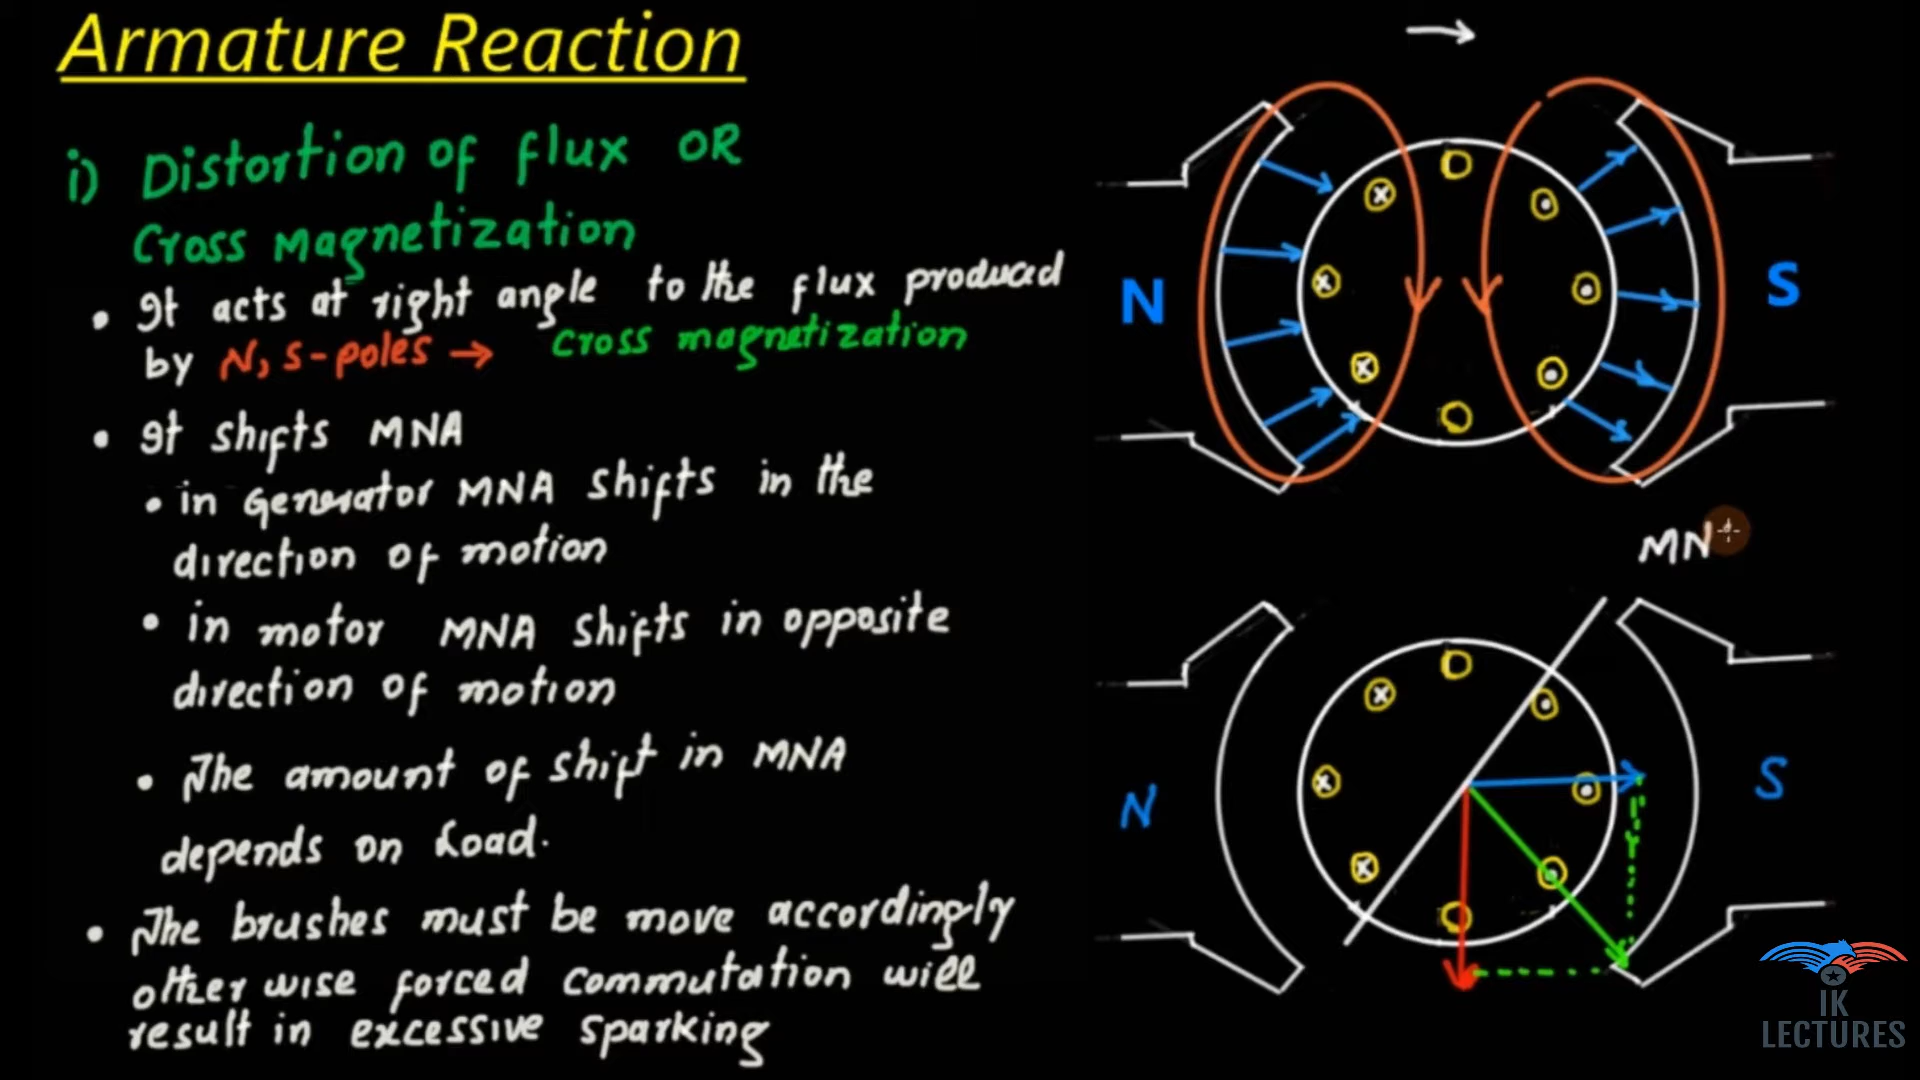 Armature Reaction
i) Distortion of flux OR
Cross Magnetization
• It acts at right angle to the flux produced
by N, S-poles → Cross magnetization
• It shifts MNA
• in Generator MNA shifts in the
direction of motion
• in motor MNA shifts in opposite
direction of motion
• The amount of shift in MNA
depends on Load.
• The brushes must be move accordingly
other wise forced commutation will
result in excessive sparking
N
S
MN
N
S
IK
LECTURES